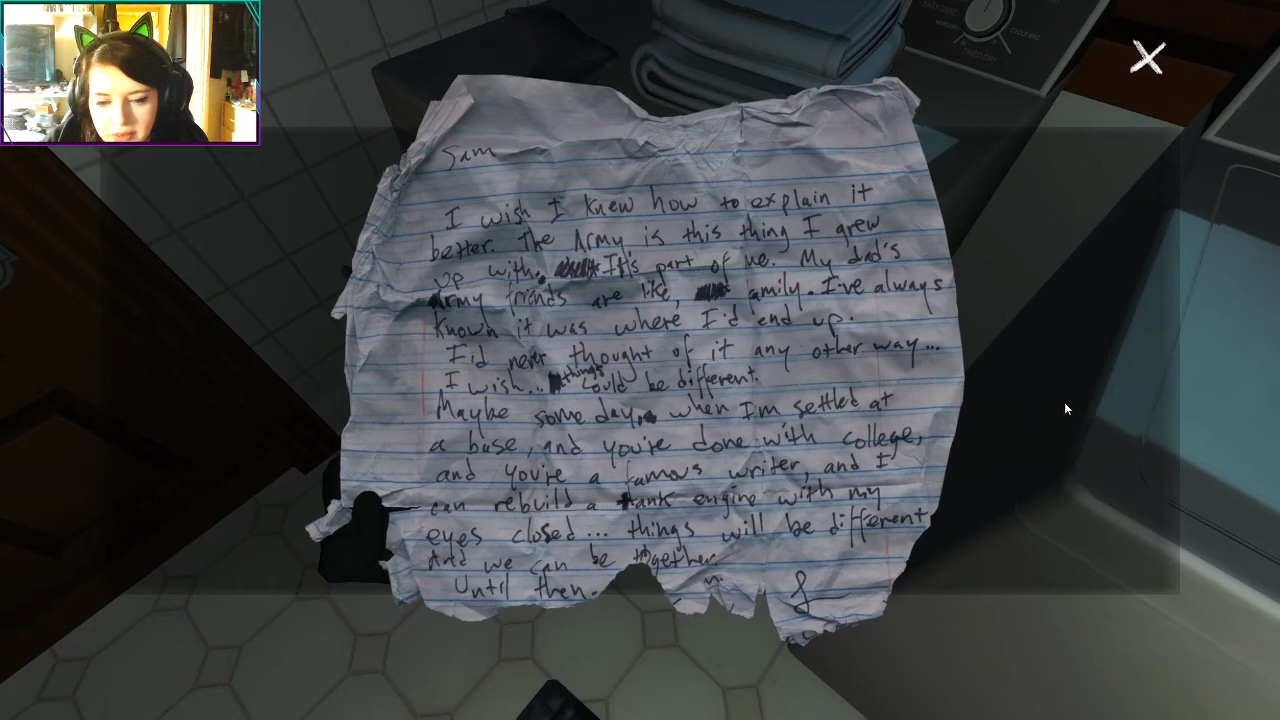 Sam
I wish I knew how to explain it
better. The Army is this thing I grew
up with. It's part of me. My dad's
Army friends are like, family. I've always
known it was where I'd end up.
I'd never thought of it any other way...
I wish... things could be different.
Maybe some day, when I'm settled at
a base, and you're done with college,
and you're a famous writer, and I
can rebuild a tank engine with my
eyes closed... things will be different
And we can be together.
Until then.